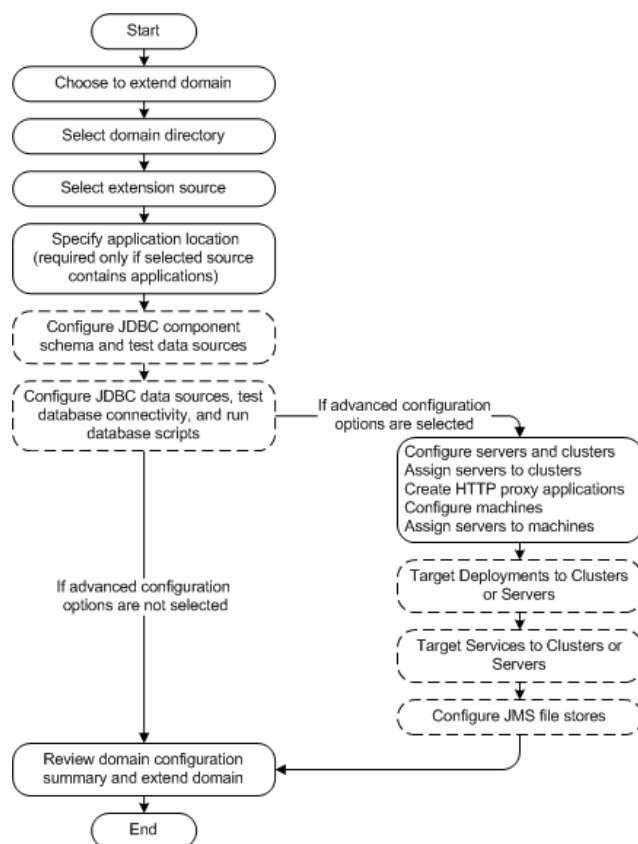 Start
Choose to extend domain
Select domain directory
Select extension source
Specify application location
(required only if selected source
contains applications)
Configure JDBC component
schema and test data sources
Configure JDBC data sources, test
database connectivity, and run
database scripts
If advanced configuration
options are selected
Configure servers and clusters
Assign servers to clusters
Create HTTP proxy applications
Configure machines
Assign servers to machines
Target Deployments to Clusters
or Servers
Target Services to Clusters or
Servers
Configure JMS file stores
If advanced configuration
options are not selected
Review domain configuration
summary and extend domain
End